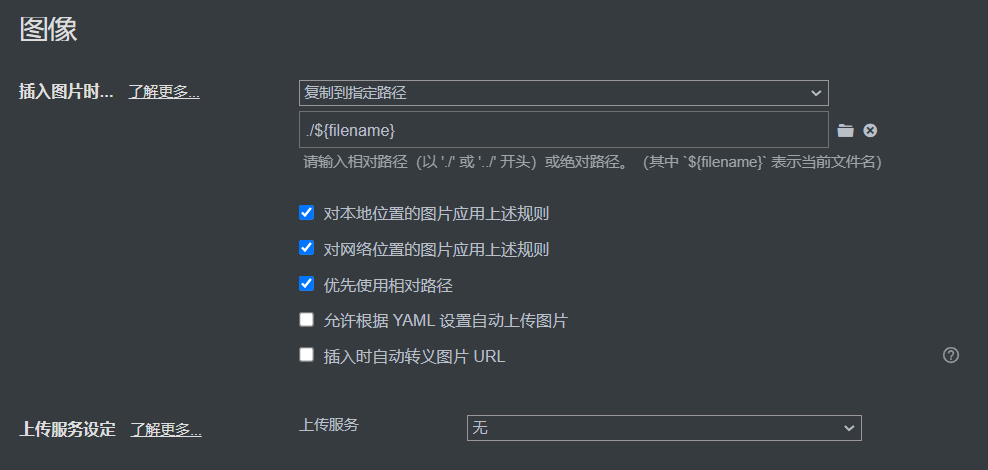 图像
插入图片时... 了解更多...
复制到指定路径
./${filename}
请输入相对路径（以 './' 或 '../' 开头）或绝对路径。（其中 `${filename}` 表示当前文件名）
对本地位置的图片应用上述规则
对网络位置的图片应用上述规则
优先使用相对路径
允许根据 YAML 设置自动上传图片
插入时自动转义图片 URL
上传服务设定 了解更多... 上传服务 无